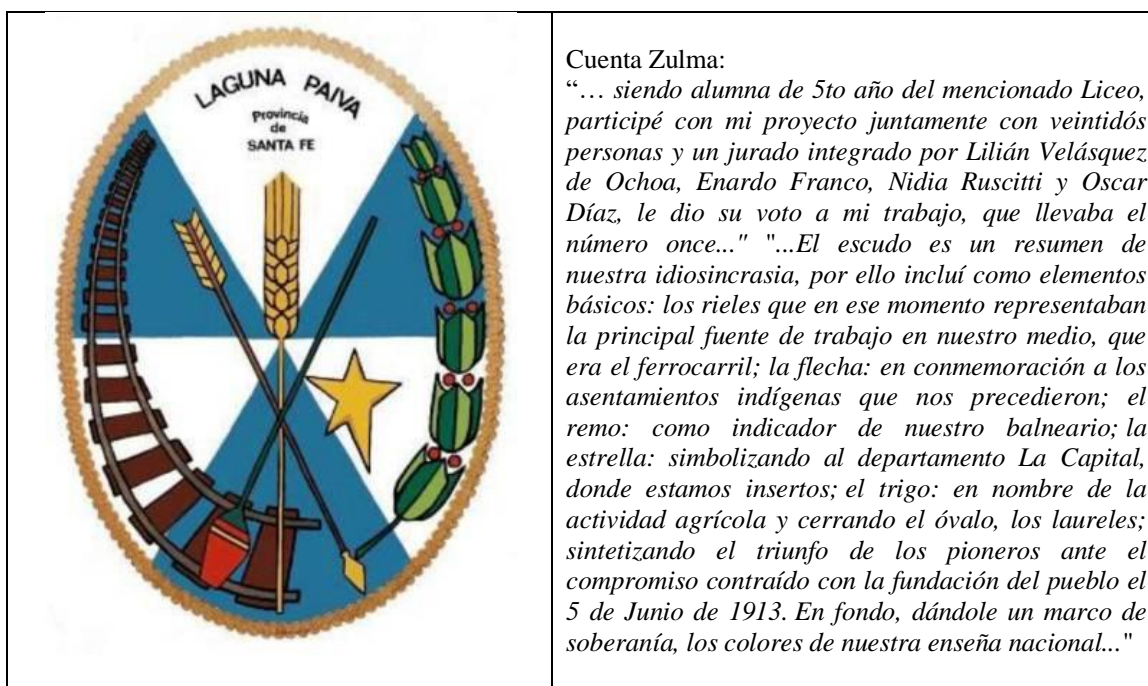 LAGUNA PAIVA
Provincia
de
SANTA FE
Cuenta Zulma:
“… siendo alumna de 5to año del mencionado Liceo,
participé con mi proyecto juntamente con veintidós
personas y un jurado integrado por Lilián Velásquez
de Ochoa, Enardo Franco, Nidia Ruscitti y Oscar
Díaz, le dio su voto a mi trabajo, que llevaba el
número once..." "...El escudo es un resumen de
nuestra idiosincrasia, por ello incluí como elementos
básicos: los rieles que en ese momento representaban
la principal fuente de trabajo en nuestro medio, que
era el ferrocarril; la flecha: en conmemoración a los
asentamientos indígenas que nos precedieron; el
remo: como indicador de nuestro balneario; la
estrella: simbolizando al departamento La Capital,
donde estamos insertos; el trigo: en nombre de la
actividad agrícola y cerrando el óvalo, los laureles;
sintetizando el triunfo de los pioneros ante el
compromiso contraído con la fundación del pueblo el
5 de Junio de 1913. En fondo, dándole un marco de
soberanía, los colores de nuestra enseña nacional..."